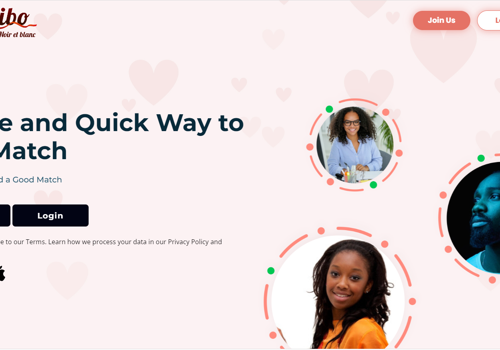 ibo
Noir et blanc
Join Us
e and Quick Way to
Match
d a Good Match
Login
e to our Terms. Learn how we process your data in our Privacy Policy and